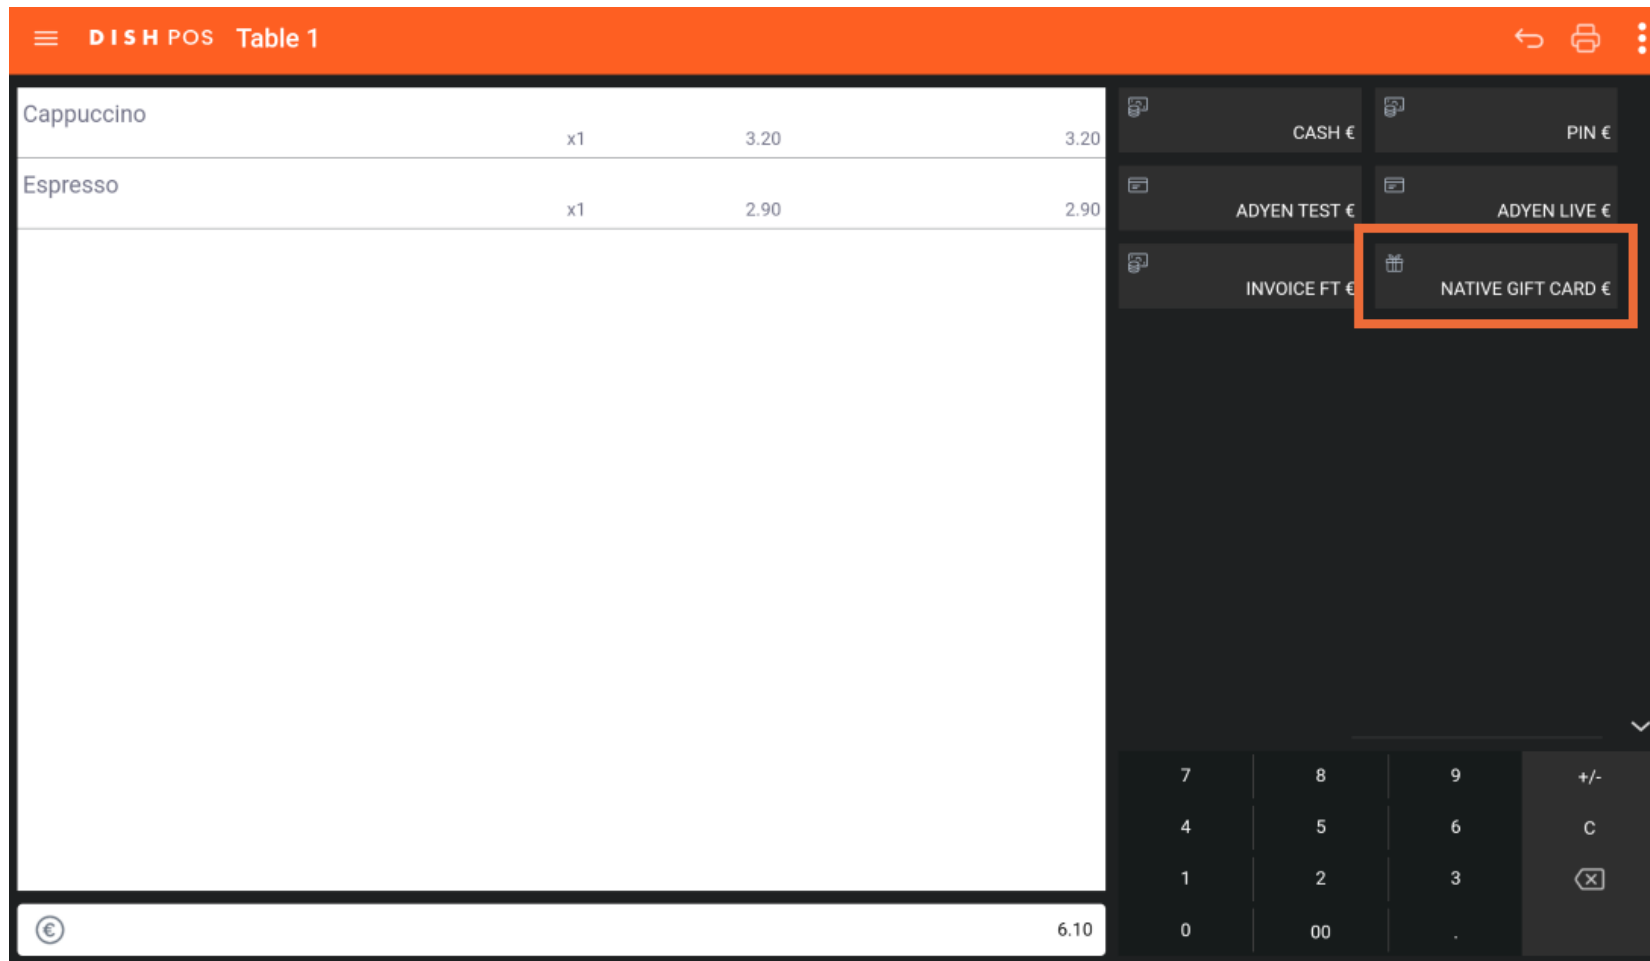 DISH POS Table 1
Cappuccino
x1 3.20 3.20
Espresso
x1 2.90 2.90
€ 6.10
CASH € PIN €
ADYEN TEST € ADYEN LIVE €
INVOICE FT € NATIVE GIFT CARD €
7 8 9 +/-
4 5 6 C
1 2 3
0 00 .